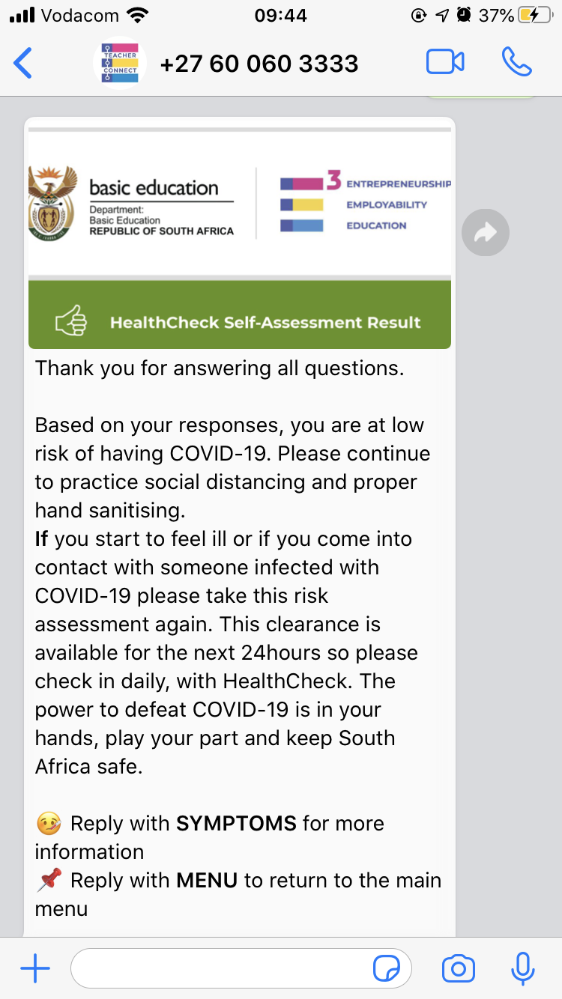 Vodacom 09:44 37%
TEACHER
CONNECT
+27 60 060 3333
basic education
Department:
Basic Education
REPUBLIC OF SOUTH AFRICA
3 ENTREPRENEURSHIP
EMPLOYABILITY
EDUCATION
HealthCheck Self-Assessment Result
Thank you for answering all questions.
Based on your responses, you are at low
risk of having COVID-19. Please continue
to practice social distancing and proper
hand sanitising.
If you start to feel ill or if you come into
contact with someone infected with
COVID-19 please take this risk
assessment again. This clearance is
available for the next 24hours so please
check in daily, with HealthCheck. The
power to defeat COVID-19 is in your
hands, play your part and keep South
Africa safe.
🤒 Reply with SYMPTOMS for more
information
📌 Reply with MENU to return to the main
menu